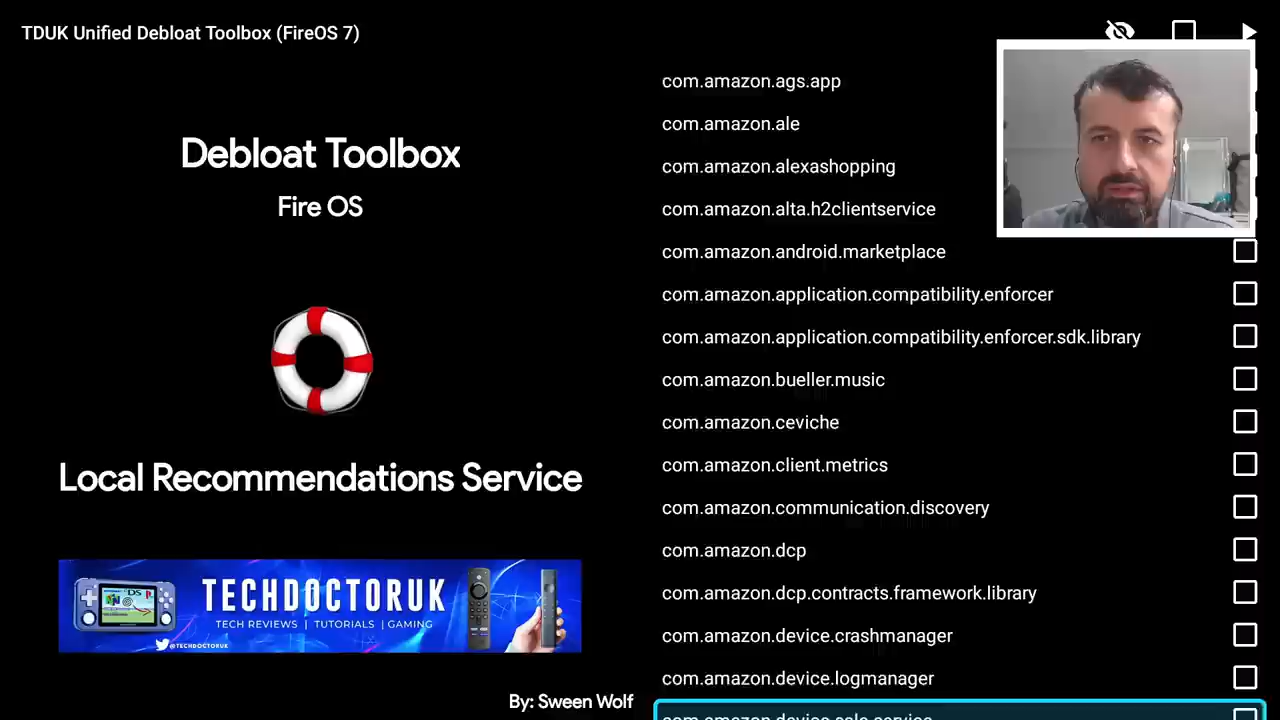 TDUK Unified Debloat Toolbox (FireOS 7)
Debloat Toolbox
Fire OS
Local Recommendations Service
TECHDOCTORUK
TECH REVIEWS | TUTORIALS | GAMING
@TECHDOCTORUK
By: Sween Wolf
com.amazon.ags.app
com.amazon.ale
com.amazon.alexashopping
com.amazon.alta.h2clientservice
com.amazon.android.marketplace
com.amazon.application.compatibility.enforcer
com.amazon.application.compatibility.enforcer.sdk.library
com.amazon.bueller.music
com.amazon.ceviche
com.amazon.client.metrics
com.amazon.communication.discovery
com.amazon.dcp
com.amazon.dcp.contracts.framework.library
com.amazon.device.crashmanager
com.amazon.device.logmanager